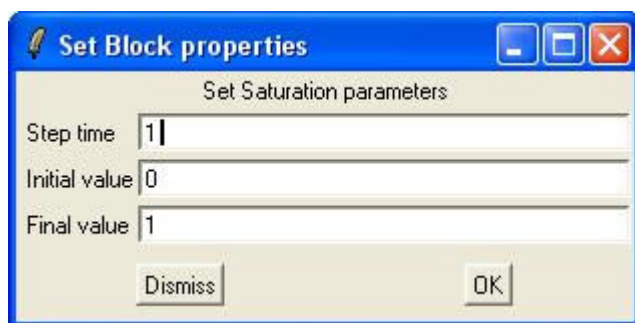 Set Block properties
Set Saturation parameters
Step time 1
Initial value 0
Final value 1
Dismiss OK